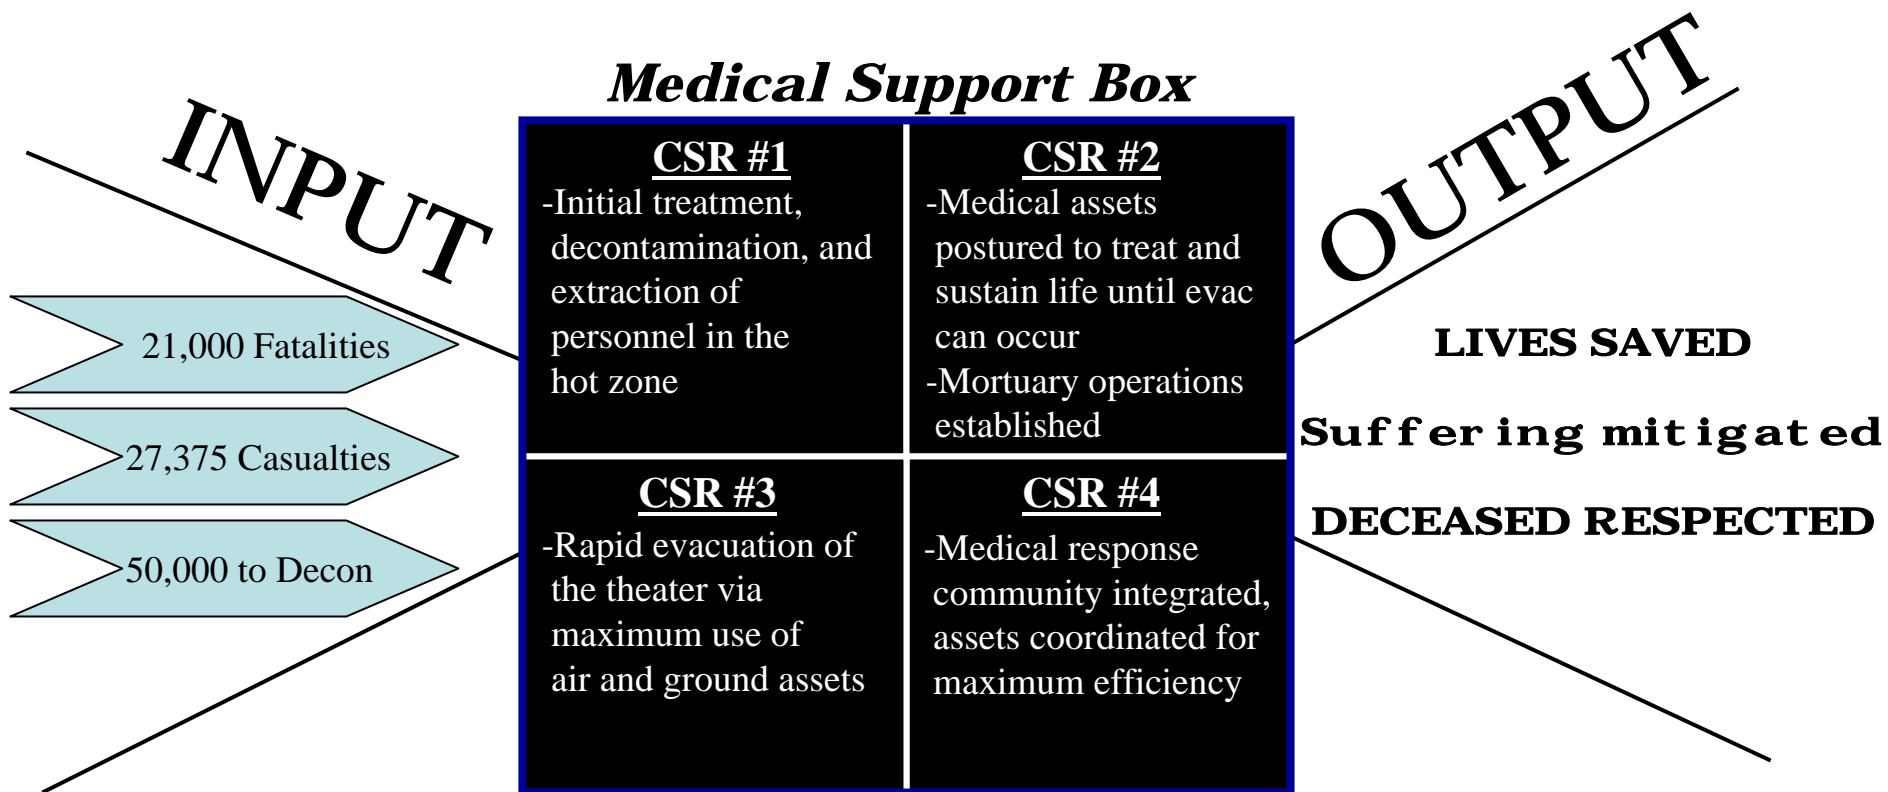 Medical Support Box
INPUT
OUTPUT
21,000 Fatalities
27,375 Casualties
50,000 to Decon
CSR #1
-Initial treatment,
decontamination, and
extraction of
personnel in the
hot zone
CSR #2
-Medical assets
postured to treat and
sustain life until evac
can occur
-Mortuary operations
established
CSR #3
-Rapid evacuation of
the theater via
maximum use of
air and ground assets
CSR #4
-Medical response
community integrated,
assets coordinated for
maximum efficiency
LIVES SAVED
Suffering mitigated
DECEASED RESPECTED